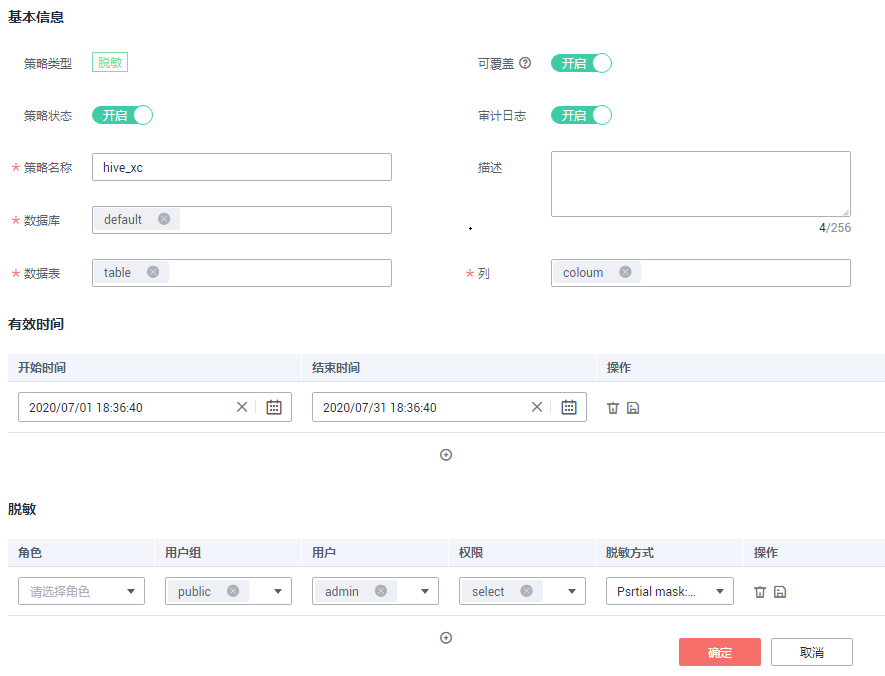 基本信息
策略类型 脱敏 可覆盖 ? 开启
策略状态 开启 审计日志 开启
* 策略名称 hive_xc 描述
4/256
* 数据库 default
* 数据表 table * 列 coloum
有效时间
开始时间 结束时间 操作
2020/07/01 18:36:40 2020/07/31 18:36:40
脱敏
角色 用户组 用户 权限 脱敏方式 操作
请选择角色 public admin select Psrtial mask:...
确定 取消